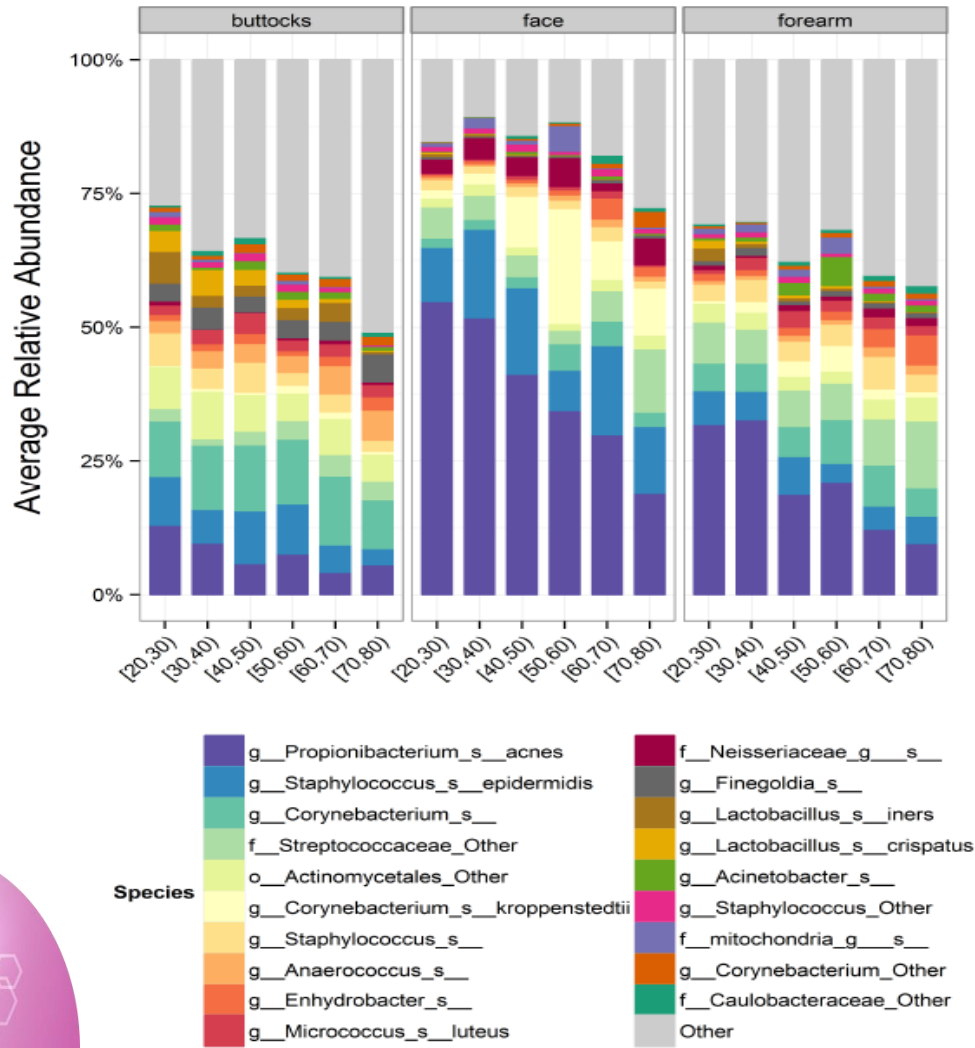 buttocks face forearm
100%
75%
50%
25%
0%
Average Relative Abundance
[20,30) [30,40) [40,50) [50,60) [60,70) [70,80) [20,30) [30,40) [40,50) [50,60) [60,70) [70,80) [20,30) [30,40) [40,50) [50,60) [60,70) [70,80)
Species
g__Propionibacterium_s__acnes
g__Staphylococcus_s__epidermidis
g__Corynebacterium_s__
f__Streptococcaceae_Other
o__Actinomycetales_Other
g__Corynebacterium_s__kroppenstedtii
g__Staphylococcus_s__
g__Anaerococcus_s__
g__Enhydrobacter_s__
g__Micrococcus_s__luteus
f__Neisseriaceae_g___s__
g__Finegoldia_s__
g__Lactobacillus_s__iners
g__Lactobacillus_s__crispatus
g__Acinetobacter_s__
g__Staphylococcus_Other
f__mitochondria_g___s__
g__Corynebacterium_Other
f__Caulobacteraceae_Other
Other